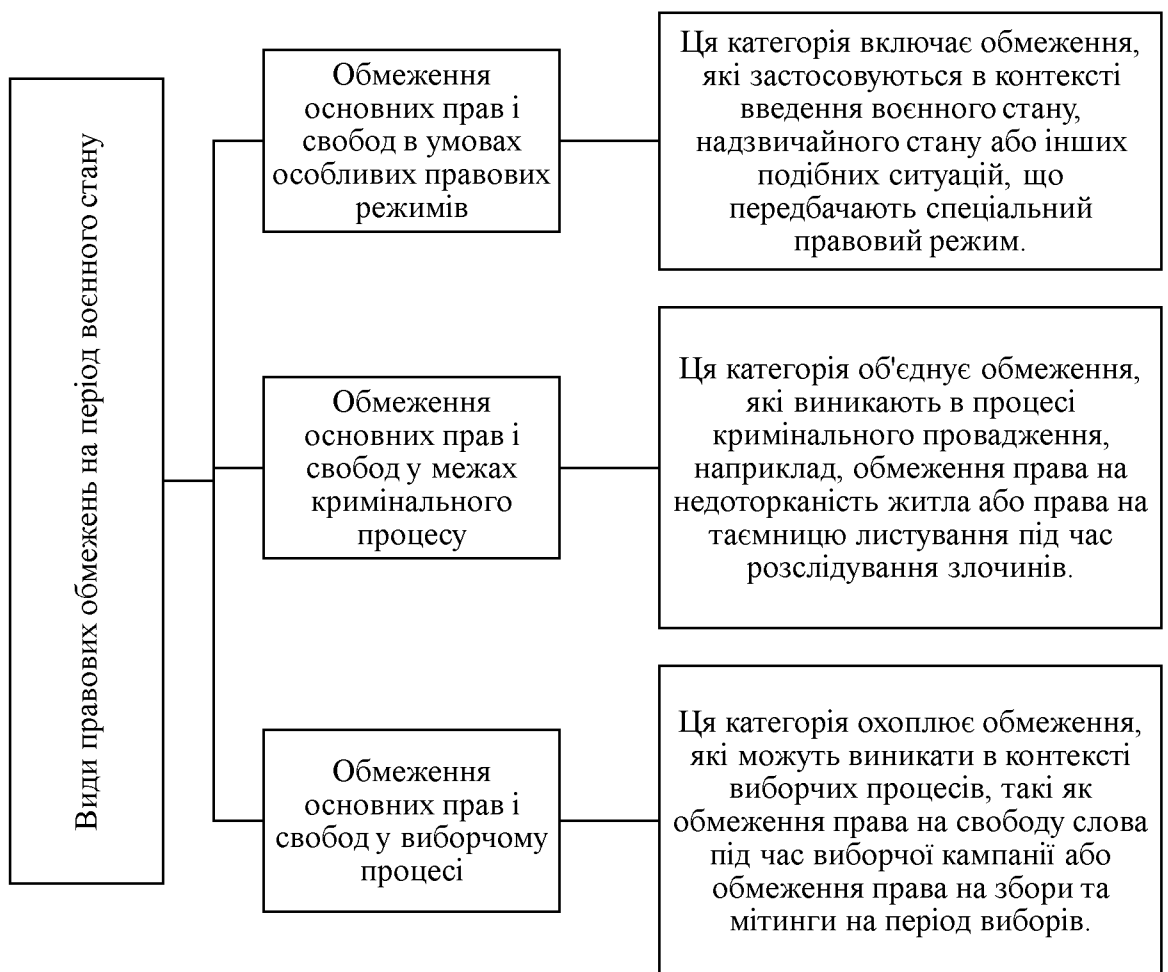 Види правових обмежень на період воєнного стану
Обмеження
основних прав і
свобод в умовах
особливих правових
режимів
Ця категорія включає обмеження,
які застосовуються в контексті
введення воєнного стану,
надзвичайного стану або інших
подібних ситуацій, що
передбачають спеціальний
правовий режим.
Обмеження
основних прав і
свобод у межах
кримінального
процесу
Ця категорія об'єднує обмеження,
які виникають в процесі
кримінального провадження,
наприклад, обмеження права на
недоторканість житла або права на
таємницю листування під час
розслідування злочинів.
Обмеження
основних прав і
свобод у виборчому
процесі
Ця категорія охоплює обмеження,
які можуть виникати в контексті
виборчих процесів, такі як
обмеження права на свободу слова
під час виборчої кампанії або
обмеження права на збори та
мітинги на період виборів.